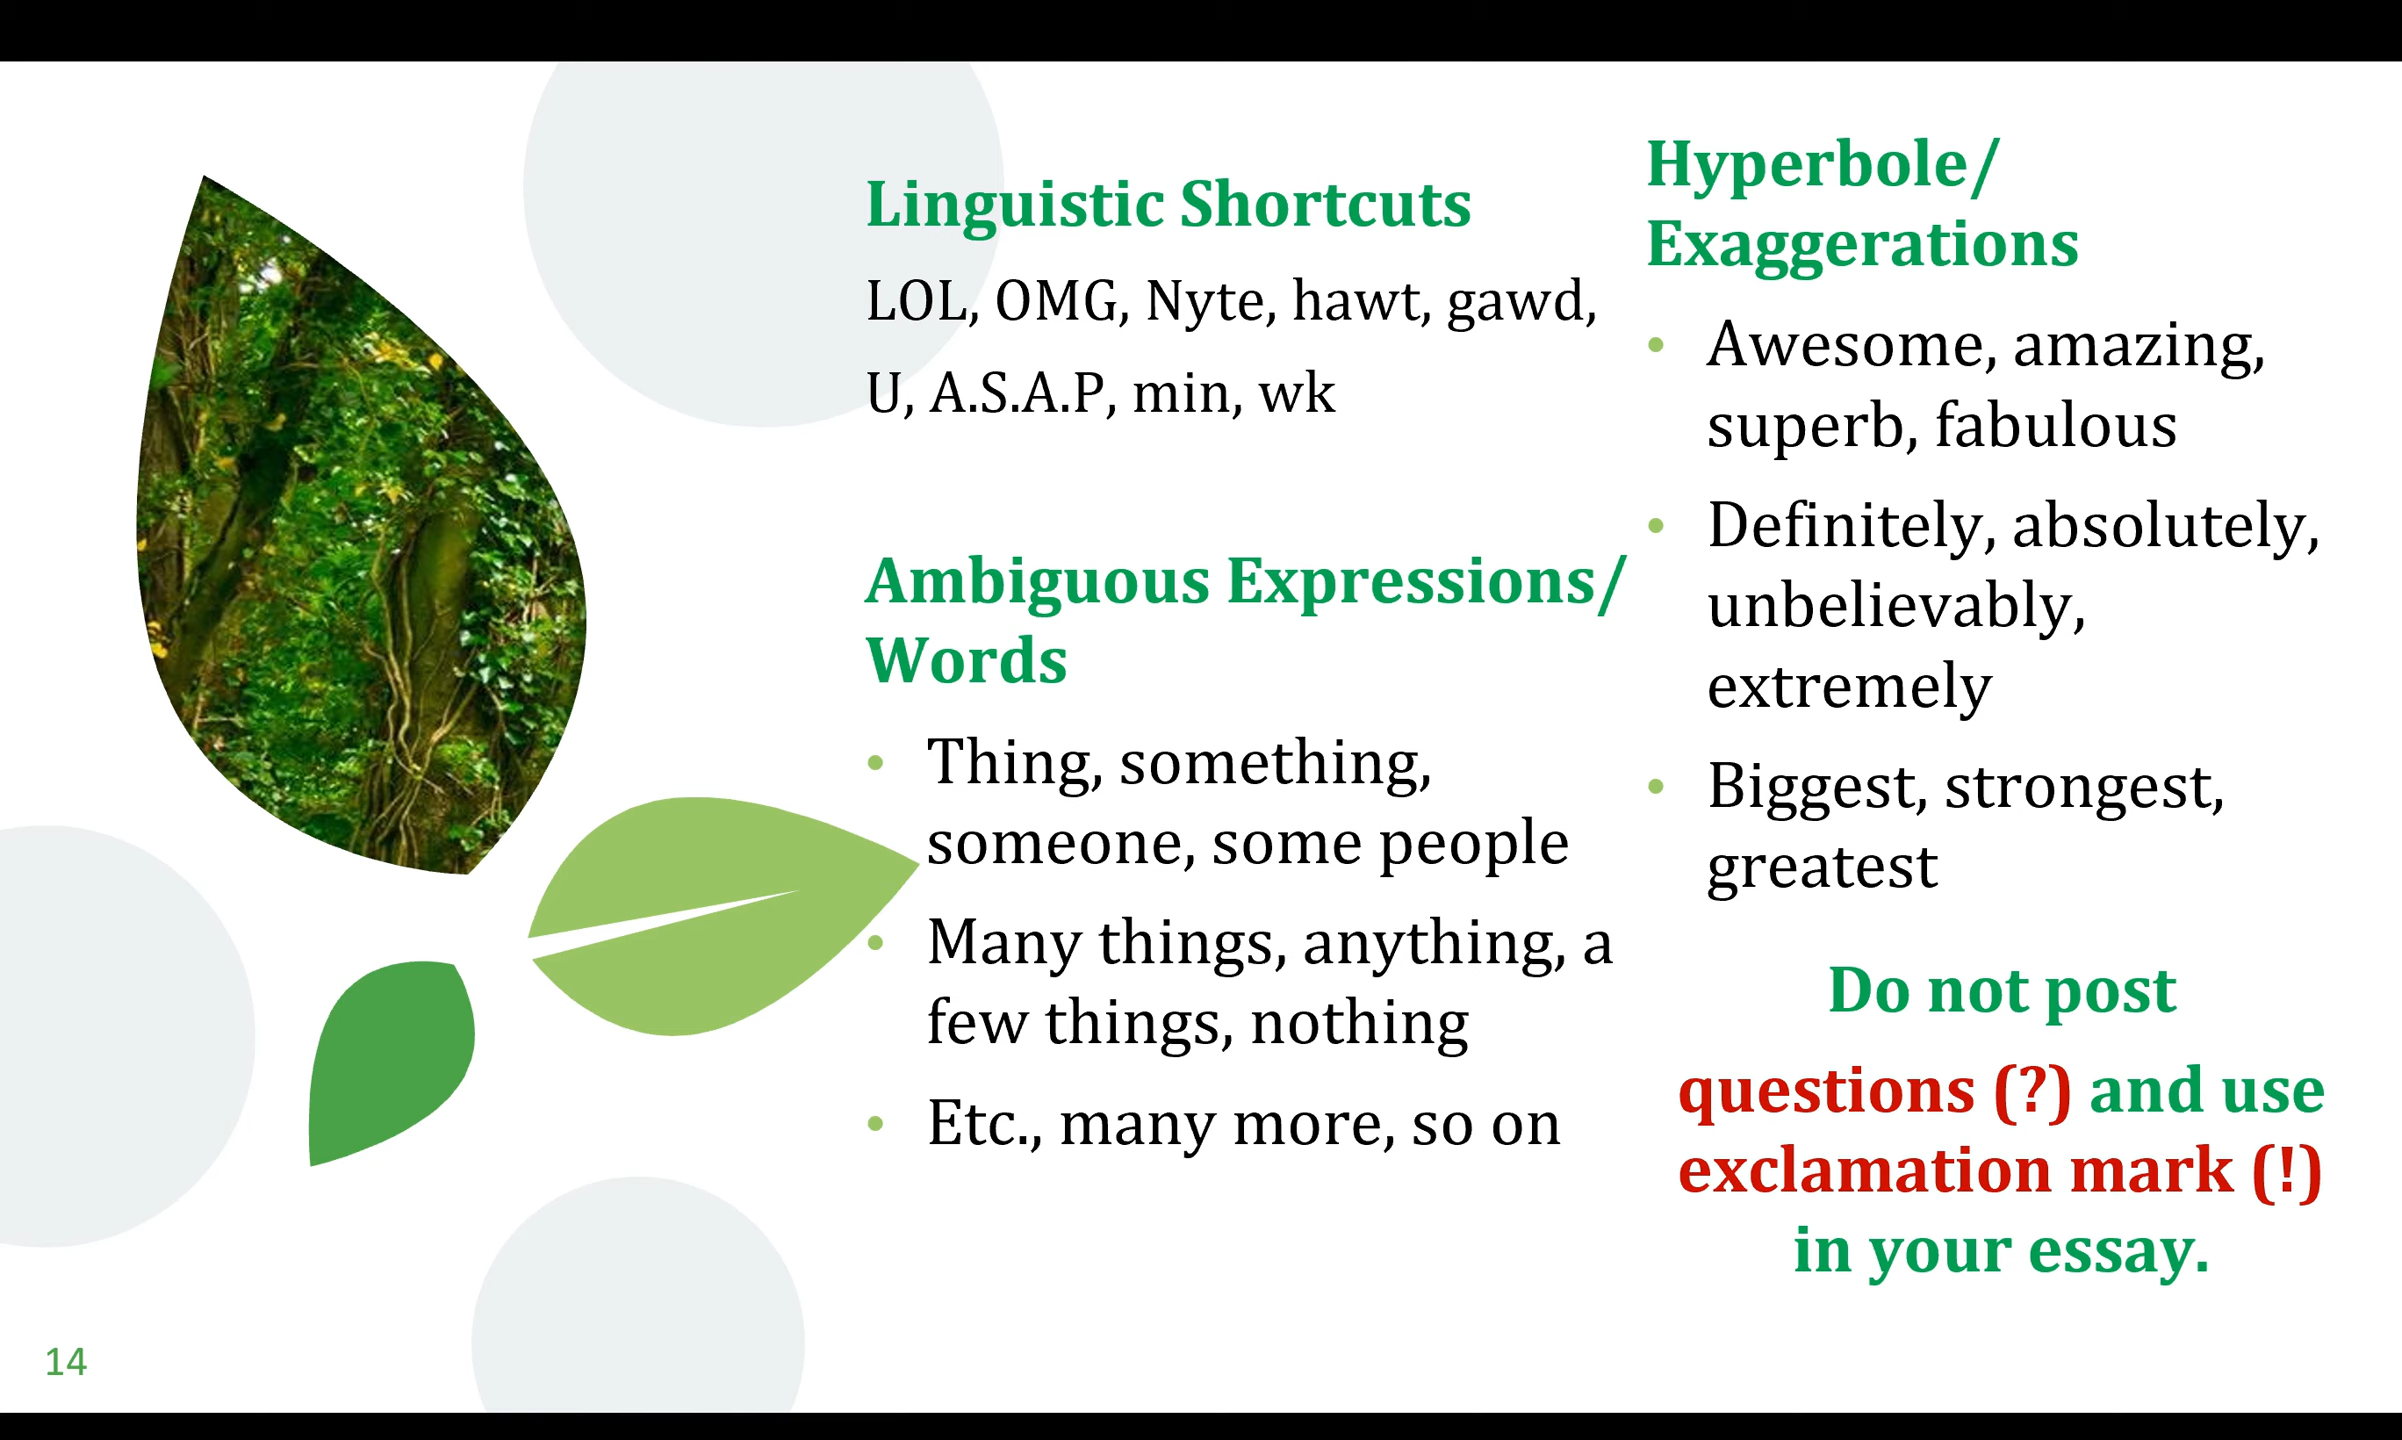 Linguistic Shortcuts
LOL, OMG, Nyte, hawt, gawd,
U, A.S.A.P, min, wk
Ambiguous Expressions/
Words
• Thing, something,
someone, some people
• Many things, anything, a
few things, nothing
• Etc., many more, so on
Hyperbole/
Exaggerations
• Awesome, amazing,
superb, fabulous
• Definitely, absolutely,
unbelievably,
extremely
• Biggest, strongest,
greatest
Do not post
questions (?) and use
exclamation mark (!)
in your essay.
14